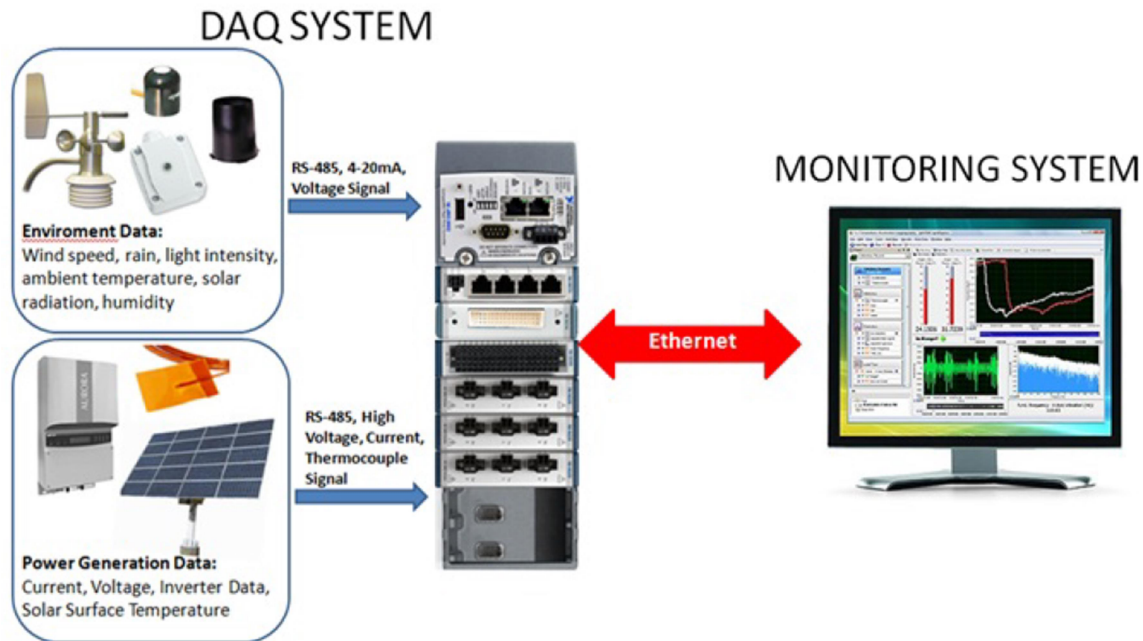 DAQ SYSTEM
Enviroment Data:
Wind speed, rain, light intensity,
ambient temperature, solar
radiation, humidity
RS-485, 4-20mA,
Voltage Signal
AURORA
Power Generation Data:
Current, Voltage, Inverter Data,
Solar Surface Temperature
RS-485, High
Voltage, Current,
Thermocouple
Signal
Ethernet
MONITORING SYSTEM